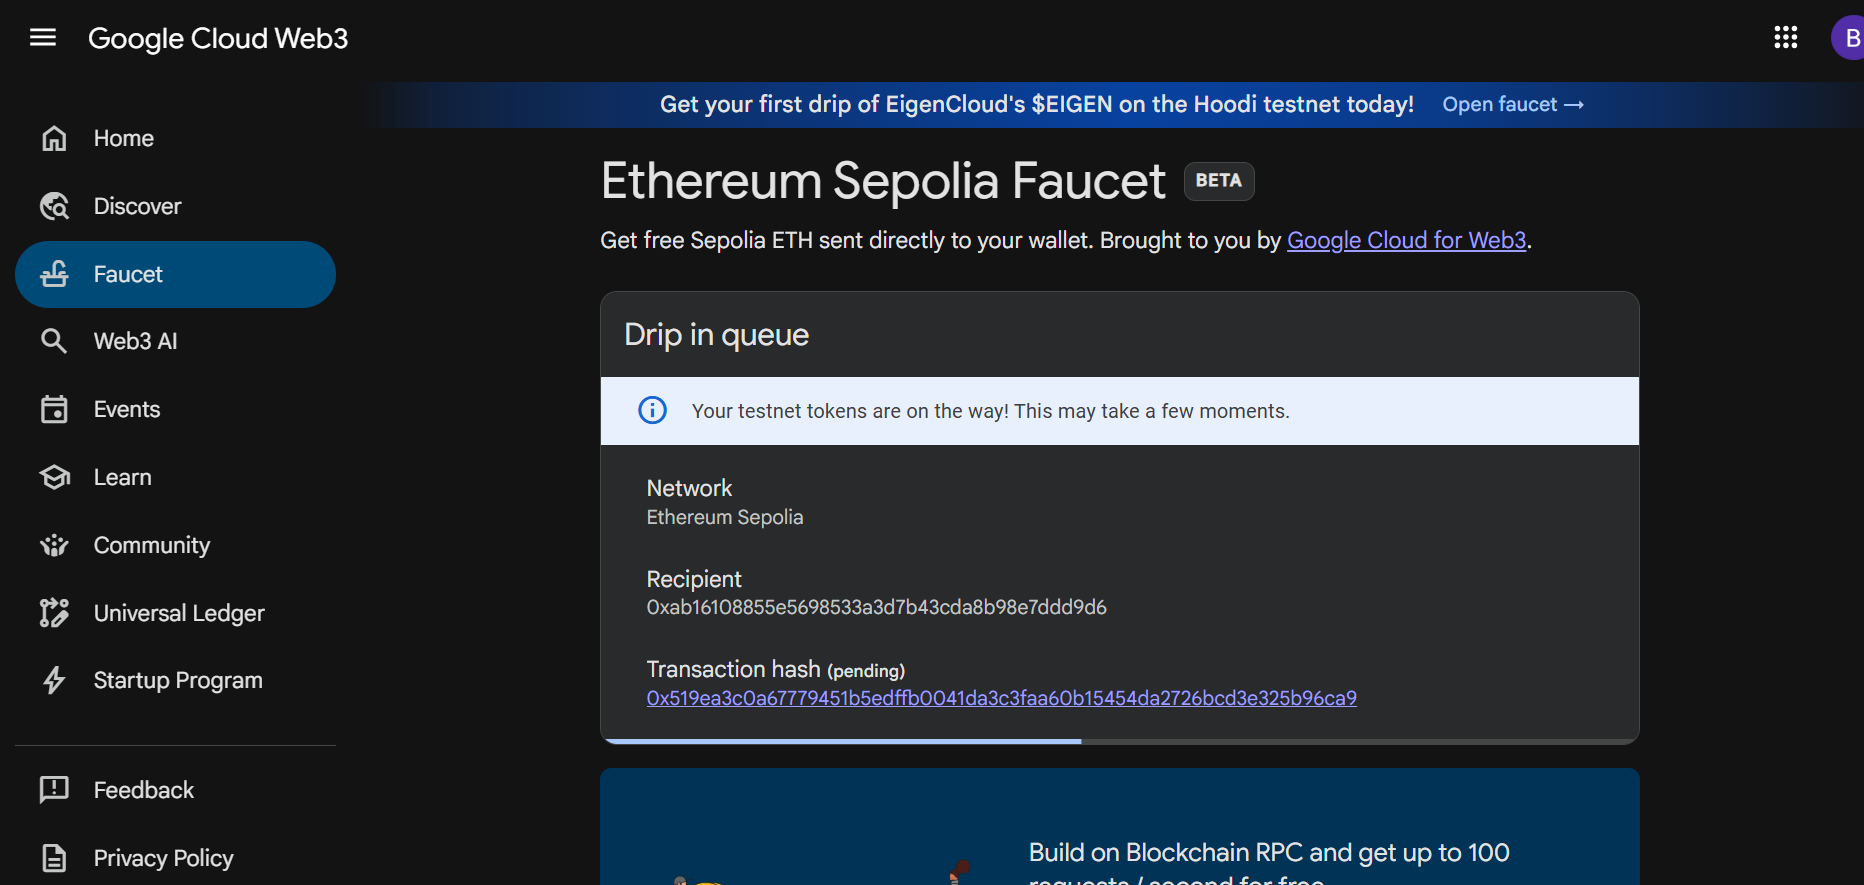 Google Cloud Web3
B
Get your first drip of EigenCloud's $EIGEN on the Hoodi testnet today! Open faucet →
Home
Discover
Faucet
Web3 AI
Events
Learn
Community
Universal Ledger
Startup Program
Feedback
Privacy Policy
Ethereum Sepolia Faucet BETA
Get free Sepolia ETH sent directly to your wallet. Brought to you by Google Cloud for Web3.
Drip in queue
Your testnet tokens are on the way! This may take a few moments.
Network
Ethereum Sepolia
Recipient
0xab16108855e5698533a3d7b43cda8b98e7ddd9d6
Transaction hash (pending)
0x519ea3c0a67779451b5edffb0041da3c3faa60b15454da2726bcd3e325b96ca9
Build on Blockchain RPC and get up to 100
requests / second for free